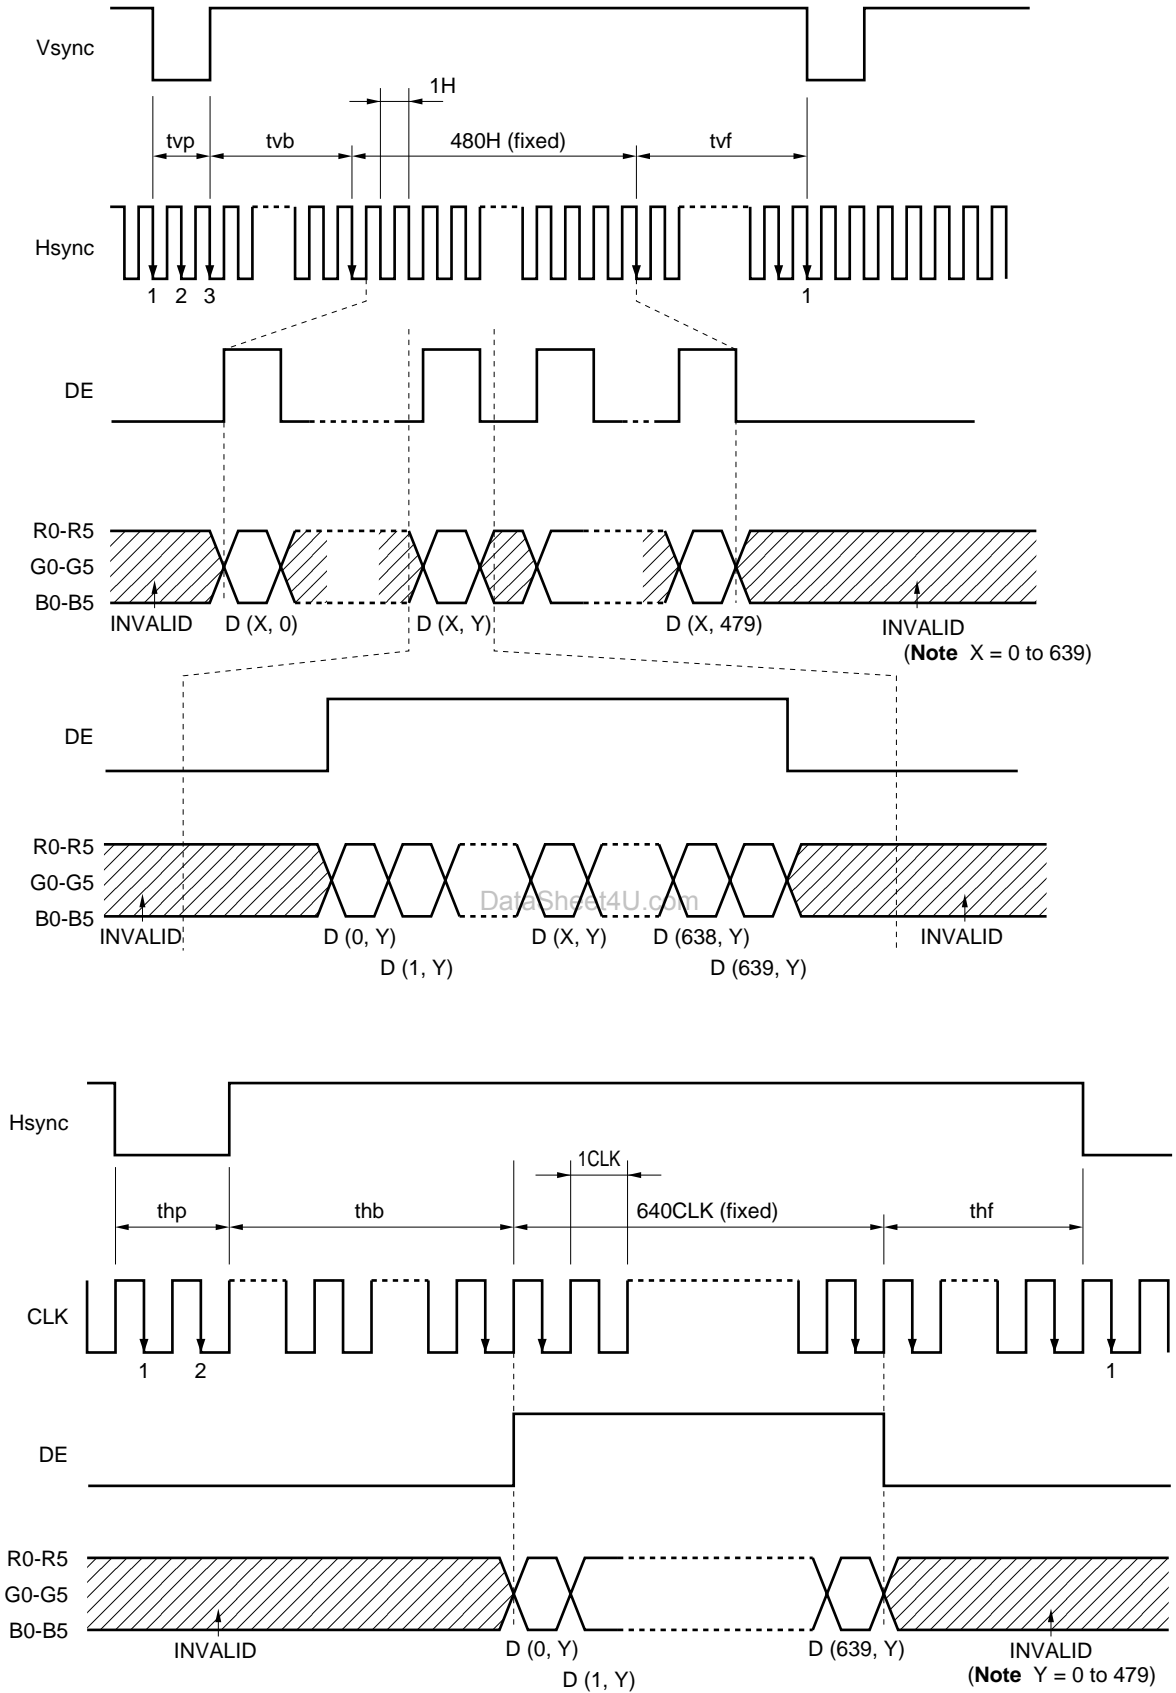 Vsync
1H
tvp tvb 480H (fixed) tvf
Hsync
1 2 3 1
DE
R0-R5
G0-G5
B0-B5
INVALID D (X, 0) D (X, Y) D (X, 479) INVALID
(Note X = 0 to 639)
DE
R0-R5
G0-G5
B0-B5
DataSheet4U.com
INVALID D (0, Y) D (X, Y) D (638, Y) INVALID
D (1, Y) D (639, Y)
Hsync
1CLK
thp thb 640CLK (fixed) thf
CLK
1 2 1
DE
R0-R5
G0-G5
B0-B5
INVALID D (0, Y) D (639, Y) INVALID
D (1, Y) (Note Y = 0 to 479)